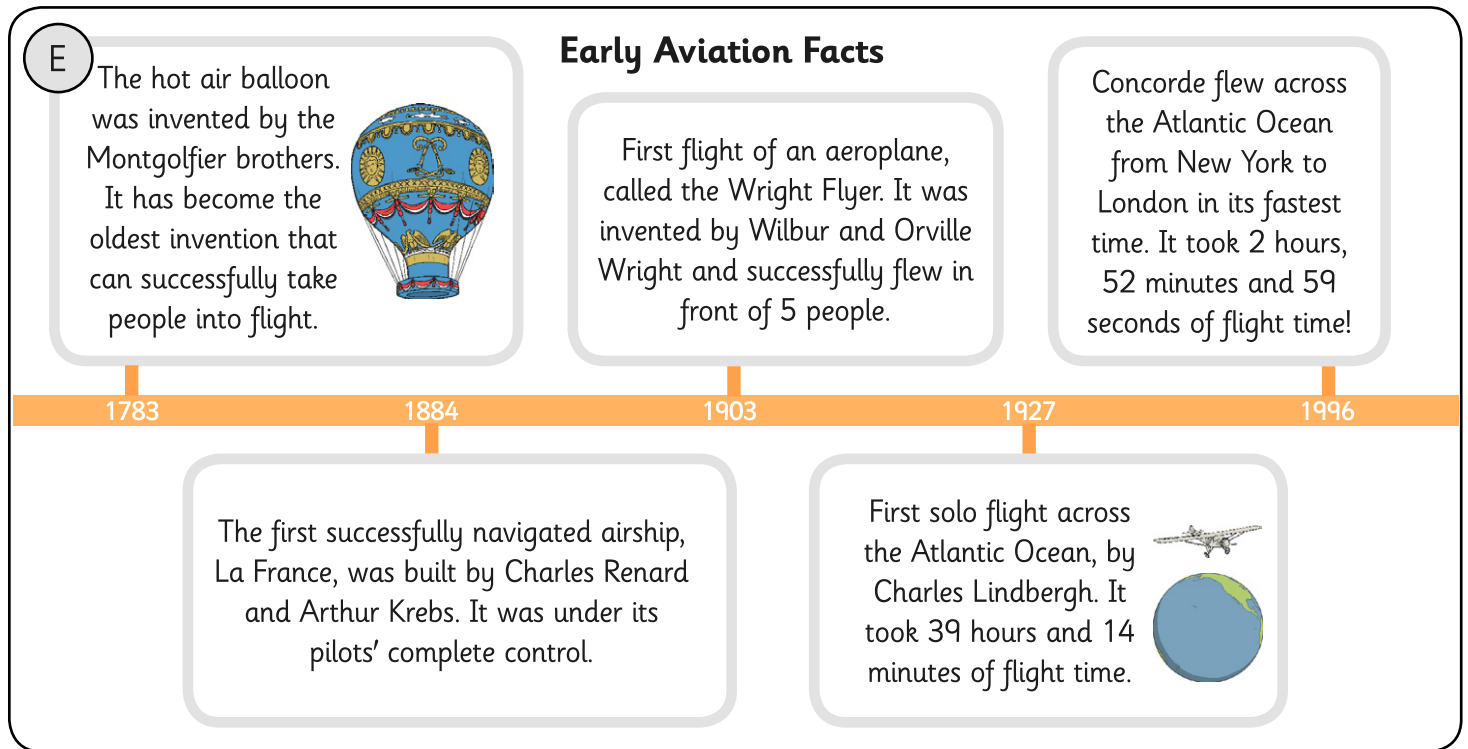 E
Early Aviation Facts
The hot air balloon
was invented by the
Montgolfier brothers.
It has become the
oldest invention that
can successfully take
people into flight.
First flight of an aeroplane,
called the Wright Flyer. It was
invented by Wilbur and Orville
Wright and successfully flew in
front of 5 people.
Concorde flew across
the Atlantic Ocean
from New York to
London in its fastest
time. It took 2 hours,
52 minutes and 59
seconds of flight time!
1783 1884 1903 1927 1996
The first successfully navigated airship,
La France, was built by Charles Renard
and Arthur Krebs. It was under its
pilots' complete control.
First solo flight across
the Atlantic Ocean, by
Charles Lindbergh. It
took 39 hours and 14
minutes of flight time.